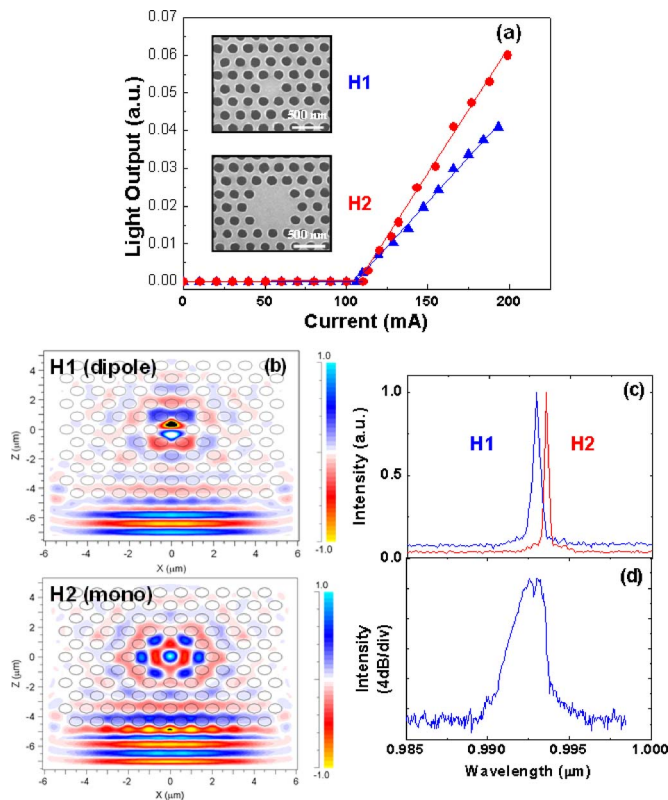 (a)
0.07
0.06
0.05
0.04
0.03
0.02
0.01
0.00
Light Output (a.u.)
500 nm
H1
500 nm
H2
0 50 100 150 200
Current (mA)
H1 (dipole)
(b)
4
2
0
-2
-4
-6
Z (μm)
-6 -4 -2 0 2 4 6
X (μm)
1.0
-1.0
H2 (mono)
4
2
0
-2
-4
-6
Z (μm)
-6 -4 -2 0 2 4 6
X (μm)
1.0
-1.0
(c)
1.0
0.5
0.0
Intensity (a.u.)
H1
H2
(d)
Intensity
(4dB/div)
0.985 0.990 0.995 1.000
Wavelength (μm)